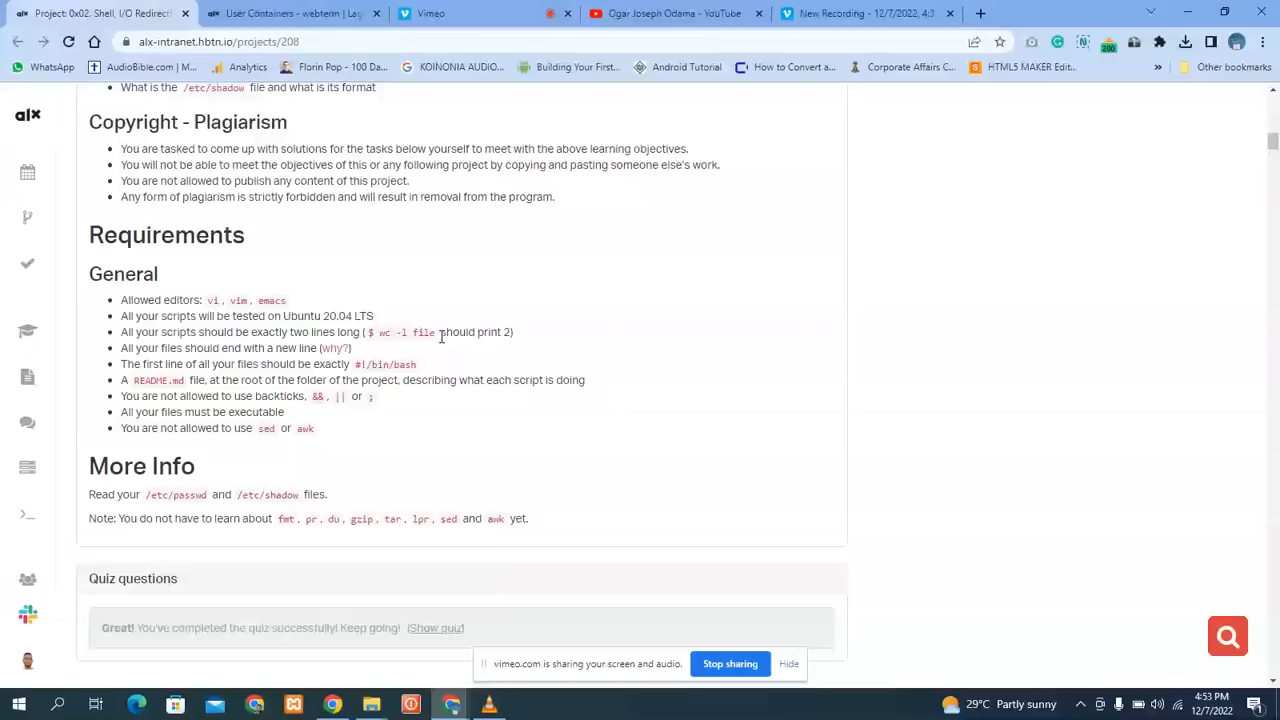 Project: 0x02. Shell, I/O Redirecti
User Containers - webterm | Lag
Vimeo
Ogar Joseph Odama - YouTube
New Recording - 12/7/2022, 4:3
alx-intranet.hbtn.io/projects/208
200
WhatsApp
AudioBible.com | M...
Analytics
Florin Pop - 100 Da...
KOINONIA AUDIO...
Building Your First...
Android Tutorial
How to Convert a...
Corporate Affairs C...
HTML5 MAKER Edit...
»
Other bookmarks
alx
What is the /etc/shadow file and what is its format
Copyright - Plagiarism
You are tasked to come up with solutions for the tasks below yourself to meet with the above learning objectives.
You will not be able to meet the objectives of this or any following project by copying and pasting someone else's work.
You are not allowed to publish any content of this project.
Any form of plagiarism is strictly forbidden and will result in removal from the program.
Requirements
General
Allowed editors: vi, vim, emacs
All your scripts will be tested on Ubuntu 20.04 LTS
All your scripts should be exactly two lines long ( $ wc -l file should print 2)
All your files should end with a new line (why?)
The first line of all your files should be exactly #!/bin/bash
A README.md file, at the root of the folder of the project, describing what each script is doing
You are not allowed to use backticks, &&, || or ;
All your files must be executable
You are not allowed to use sed or awk
More Info
Read your /etc/passwd and /etc/shadow files.
Note: You do not have to learn about fmt, pr, du, gzip, tar, lpr, sed and awk yet.
Quiz questions
Great! You've completed the quiz successfully! Keep going! (Show quiz)
vimeo.com is sharing your screen and audio.
Stop sharing
Hide
29°C Partly sunny
4:53 PM
12/7/2022